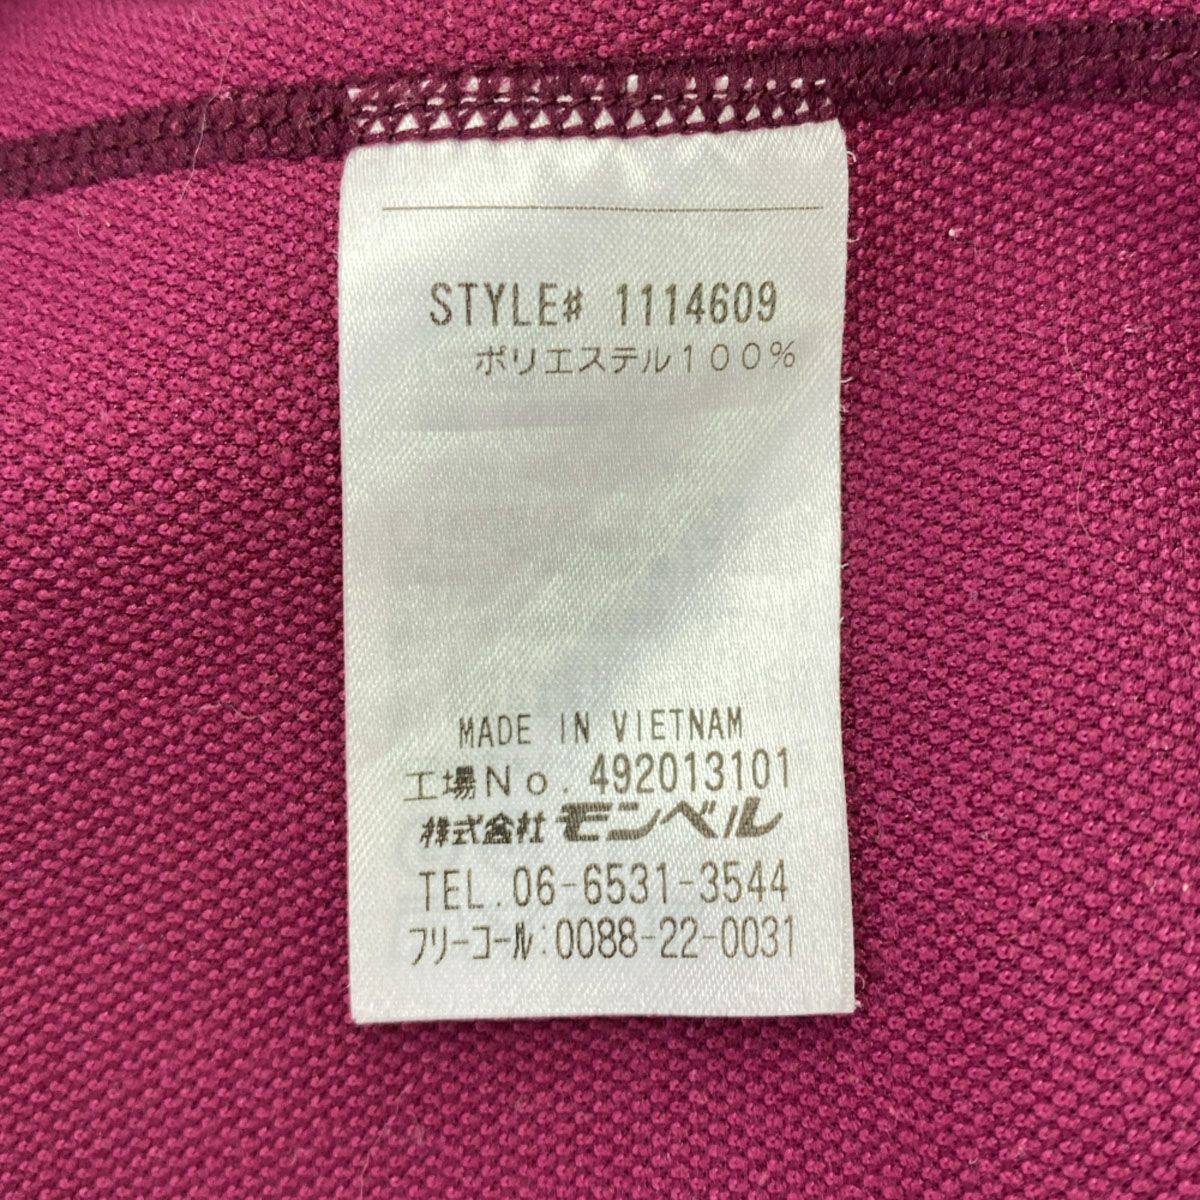 STYLE# 1114609
ポリエステル100%
MADE IN VIETNAM
工場No. 492013101
株式会社 モンベル
TEL. 06-6531-3544
フリーコール:0088-22-0031